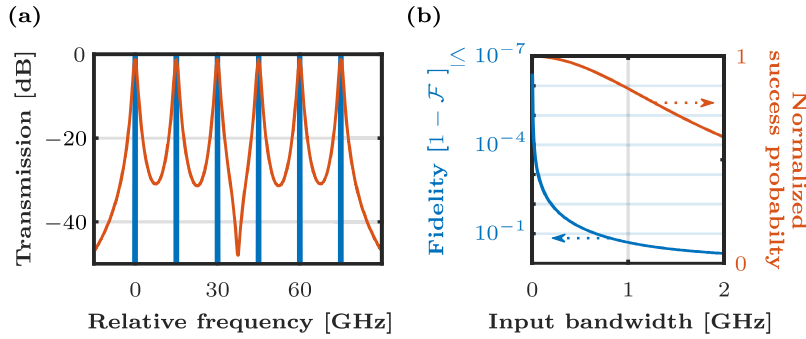 (a)
Transmission [dB]
0
−20
−40
0
30
60
Relative frequency [GHz]
(b)
Fidelity [1 − ℱ ]
≤ 10⁻⁷
10⁻⁴
10⁻¹
0
1
2
Input bandwidth [GHz]
1
0
Normalized
success probabilty